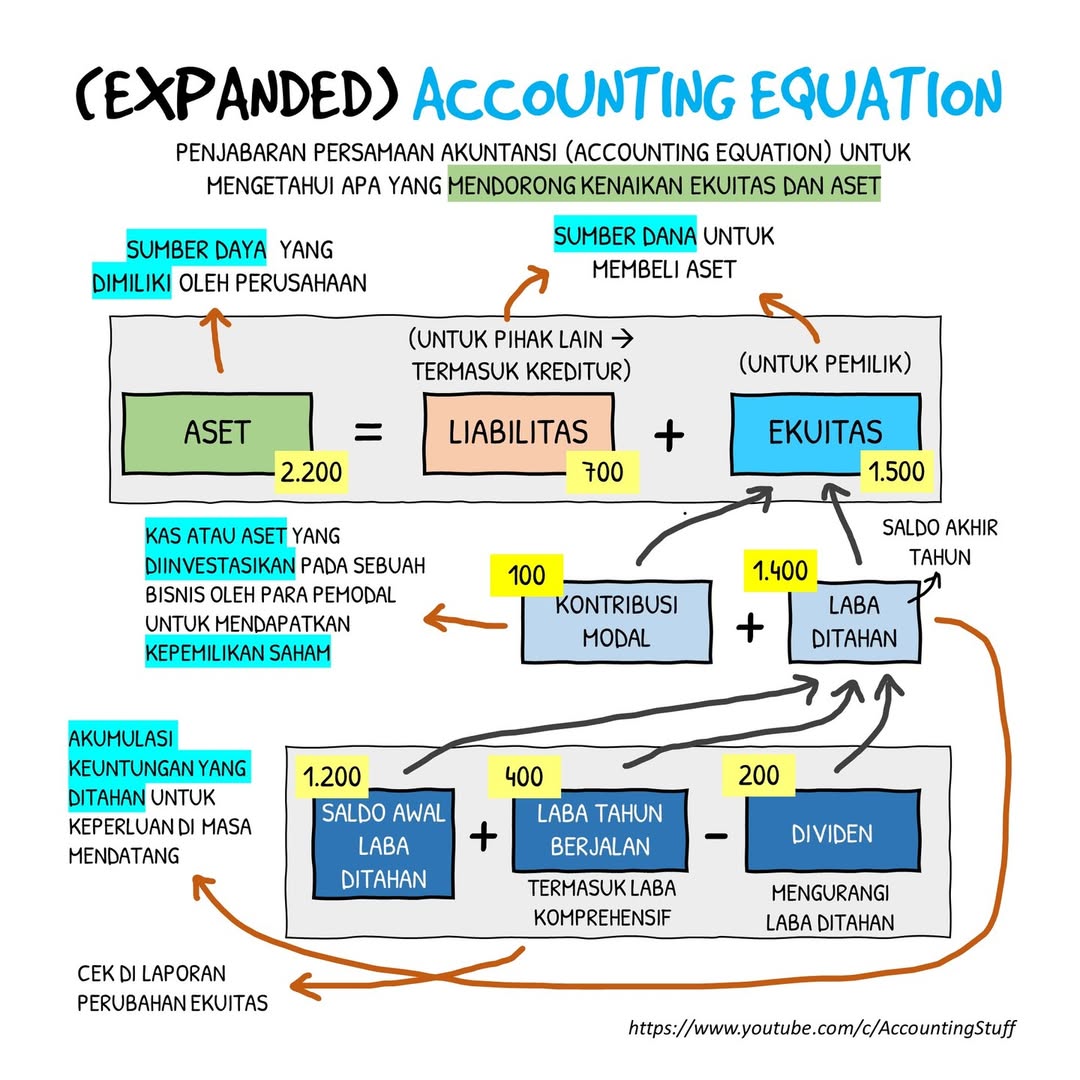 (EXPANDED) ACCOUNTING EQUATION
PENJABARAN PERSAMAAN AKUNTANSI (ACCOUNTING EQUATION) UNTUK
MENGETAHUI APA YANG MENDORONG KENAIKAN EKUITAS DAN ASET
SUMBER DAYA YANG
DIMILIKI OLEH PERUSAHAAN
SUMBER DANA UNTUK
MEMBELI ASET
(UNTUK PIHAK LAIN →
TERMASUK KREDITUR)
(UNTUK PEMILIK)
ASET
=
LIABILITAS
+
EKUITAS
2.200
700
1.500
KAS ATAU ASET YANG
DIINVESTASIKAN PADA SEBUAH
BISNIS OLEH PARA PEMODAL
UNTUK MENDAPATKAN
KEPEMILIKAN SAHAM
100
KONTRIBUSI
MODAL
+
1.400
LABA
DITAHAN
SALDO AKHIR
TAHUN
AKUMULASI
KEUNTUNGAN YANG
DITAHAN UNTUK
KEPERLUAN DI MASA
MENDATANG
1.200
SALDO AWAL
LABA
DITAHAN
+
400
LABA TAHUN
BERJALAN
TERMASUK LABA
KOMPREHENSIF
-
200
DIVIDEN
MENGURANGI
LABA DITAHAN
CEK DI LAPORAN
PERUBAHAN EKUITAS
https://www.youtube.com/c/AccountingStuff